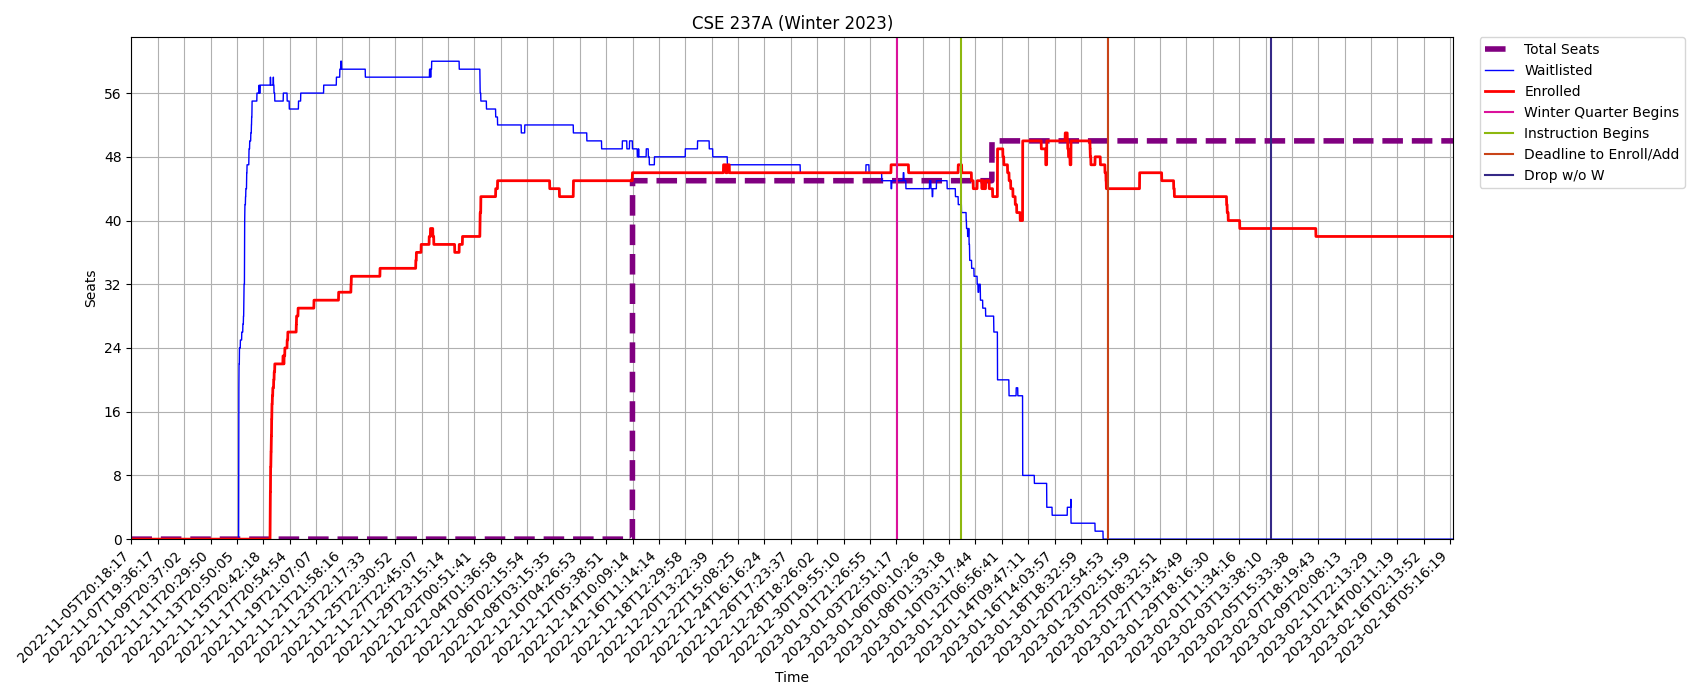 CSE 237A (Winter 2023)
Total Seats
Waitlisted
Enrolled
Winter Quarter Begins
Instruction Begins
Deadline to Enroll/Add
Drop w/o W
Seats
56
48
40
32
24
16
8
0
2022-11-05T20:18:17
2022-11-07T19:36:17
2022-11-09T20:37:02
2022-11-11T20:29:50
2022-11-13T20:50:05
2022-11-15T20:42:18
2022-11-17T20:54:54
2022-11-19T21:07:07
2022-11-21T21:58:16
2022-11-23T22:17:33
2022-11-25T22:30:52
2022-11-27T22:45:07
2022-11-29T23:15:14
2022-12-02T00:51:41
2022-12-04T01:36:58
2022-12-06T02:15:54
2022-12-08T03:15:35
2022-12-10T04:26:53
2022-12-12T05:38:51
2022-12-14T10:09:14
2022-12-16T11:14:14
2022-12-18T12:29:58
2022-12-20T13:22:39
2022-12-22T15:08:25
2022-12-24T16:16:24
2022-12-26T17:23:37
2022-12-28T18:26:02
2022-12-30T19:55:10
2023-01-01T21:26:55
2023-01-03T22:51:17
2023-01-06T00:10:26
2023-01-08T01:33:18
2023-01-10T03:17:44
2023-01-12T06:56:41
2023-01-14T09:47:11
2023-01-16T14:03:57
2023-01-18T18:32:59
2023-01-20T22:54:53
2023-01-23T02:51:59
2023-01-25T08:32:51
2023-01-27T13:45:49
2023-01-29T18:16:30
2023-02-01T11:34:16
2023-02-03T13:38:10
2023-02-05T15:33:38
2023-02-07T18:19:43
2023-02-09T20:08:13
2023-02-11T22:13:29
2023-02-14T00:11:19
2023-02-16T02:13:52
2023-02-18T05:16:19
Time